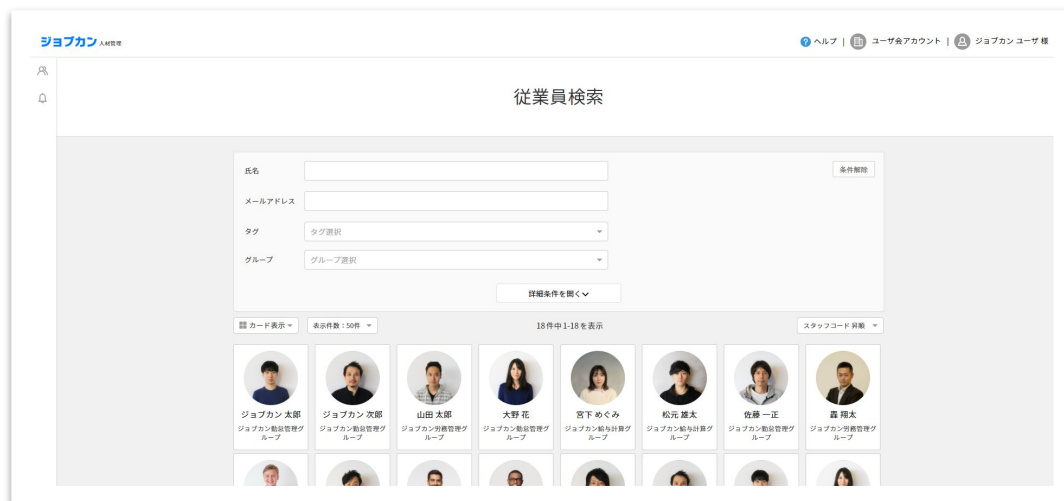 ジョブカン 人材管理
ヘルプ | ユーザ会アカウント | ジョブカン ユーザ 様
従業員検索
氏名
条件解除
メールアドレス
タグ タグ選択
グループ グループ選択
詳細条件を開く
カード表示 表示件数：50件 18件中1-18を表示 スタッフコード 昇順
ジョブカン 太郎
ジョブカン勤怠管理グ
ループ
ジョブカン 次郎
ジョブカン勤怠管理グ
ループ
山田 太郎
ジョブカン労務管理グ
ループ
大野 花
ジョブカン勤怠管理グ
ループ
宮下 めぐみ
ジョブカン給与計算グ
ループ
松元 雄太
ジョブカン給与計算グ
ループ
佐藤 一正
ジョブカン勤怠管理グ
ループ
轟 翔太
ジョブカン労務管理グ
ループ